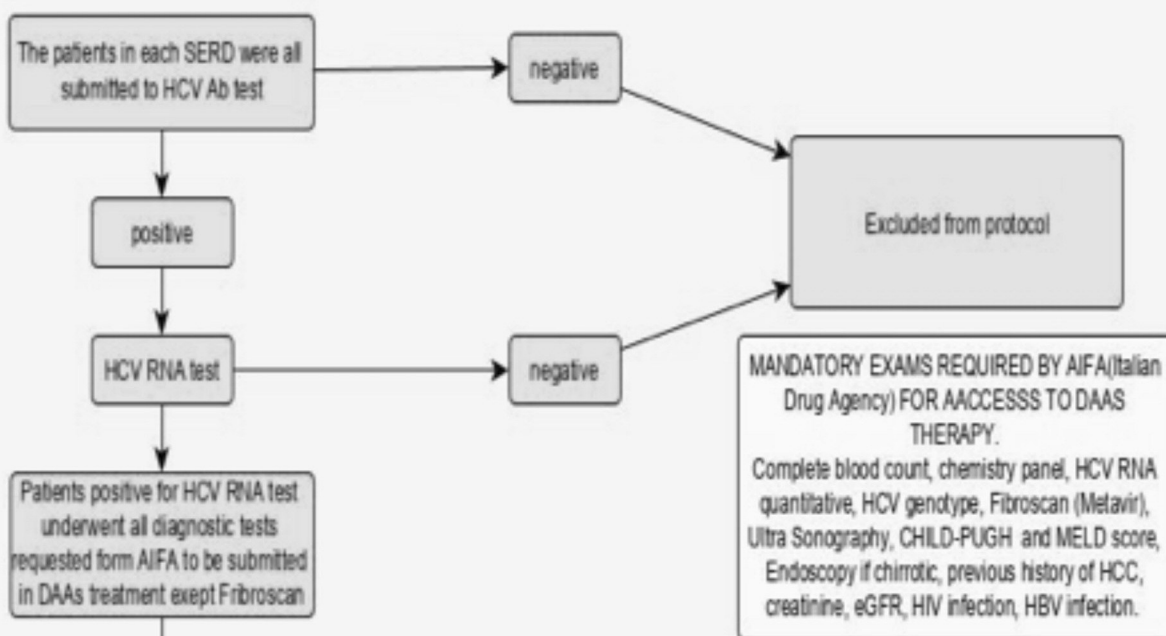 The patients in each SERD were all
submitted to HCV Ab test
negative
positive
Excluded from protocol
HCV RNA test
negative
MANDATORY EXAMS REQUIRED BY AIFA(Italian
Drug Agency) FOR AACCESSS TO DAAS
THERAPY.
Complete blood count, chemistry panel, HCV RNA
quantitative, HCV genotype, Fibroscan (Metavir),
Ultra Sonography, CHILD-PUGH and MELD score,
Endoscopy if chirrotic, previous history of HCC,
creatinine, eGFR, HIV infection, HBV infection.
Patients positive for HCV RNA test
underwent all diagnostic tests
requested form AIFA to be submitted
in DAAs treatment exept Fribroscan